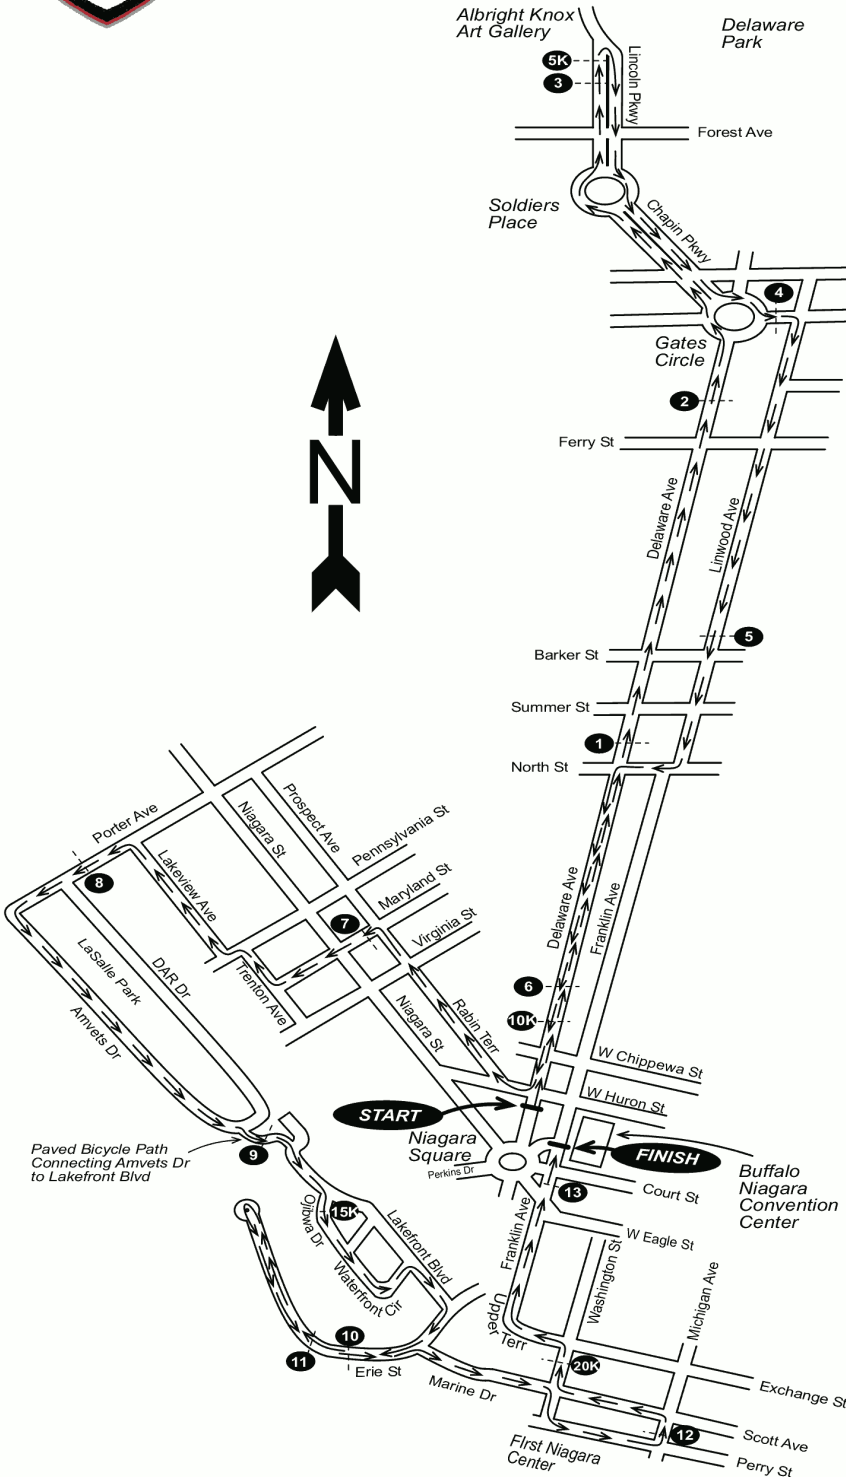 Albright Knox
Art Gallery
Delaware
Park
5K
3
Lincoln Pkwy
Forest Ave
Soldiers
Place
Chapin Pkwy
4
Gates
Circle
2
N
Ferry St
Delaware Ave
Linwood Ave
5
Barker St
Summer St
1
North St
Porter Ave
Prospect Ave
Niagara St
Pennsylvania St
Maryland St
Virginia St
8
Lakeview Ave
7
Delaware Ave
Franklin Ave
LaSalle Park
DAR Dr
Trenton Ave
Niagara St
Rabin Terr
6
10K
Amvets Dr
W Chippewa St
W Huron St
START
Niagara
Square
Perkins Dr
FINISH
Buffalo
Niagara
Convention
Center
Paved Bicycle Path
Connecting Amvets Dr
to Lakefront Blvd
9
13
Court St
15K
Ojibwa Dr
Lakefront Blvd
Waterfront Cir
Franklin Ave
W Eagle St
Washington St
Michigan Ave
Upper
Terr
10
11
Erie St
20K
Marine Dr
Exchange St
12
Scott Ave
FIrst Niagara
Center
Perry St